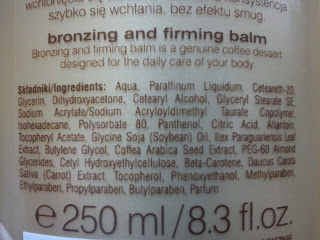 wchłonięciu
konsystencja
szybko się wchłania, bez efektu smug.
bronzing and firming balm
Bronzing and firming balm is a genuine coffee dessert
designed for the daily care of your body
Składniki/Ingredients: Aqua, Paraffinum Liquidum, Ceteareth-20,
Glycerin, Dihydroxyacetone, Cetearyl Alcohol, Glyceryl Stearate SE,
Sodium Acrylate/Sodium Acryloyldimethyl Taurate Copolymer,
Isohexadecane, Polysorbate 80, Panthenol, Citric Acid, Allantoin,
Tocopheryl Acetate, Glycine Soja (Soybean) Oil, Ilex Paraguariensis Leaf
Extract, Butylene Glycol, Coffea Arabica Seed Extract, PEG-60 Almond
Glycerides, Cetyl Hydroxyethylcellulose, Beta-Carotene, Daucus Carota
Sativa (Carrot) Extract, Tocopherol, Phenoxyethanol, Methylparaben,
Ethylparaben, Propylparaben, Butylparaben, Parfum
e 250 ml / 8.3 fl.oz.